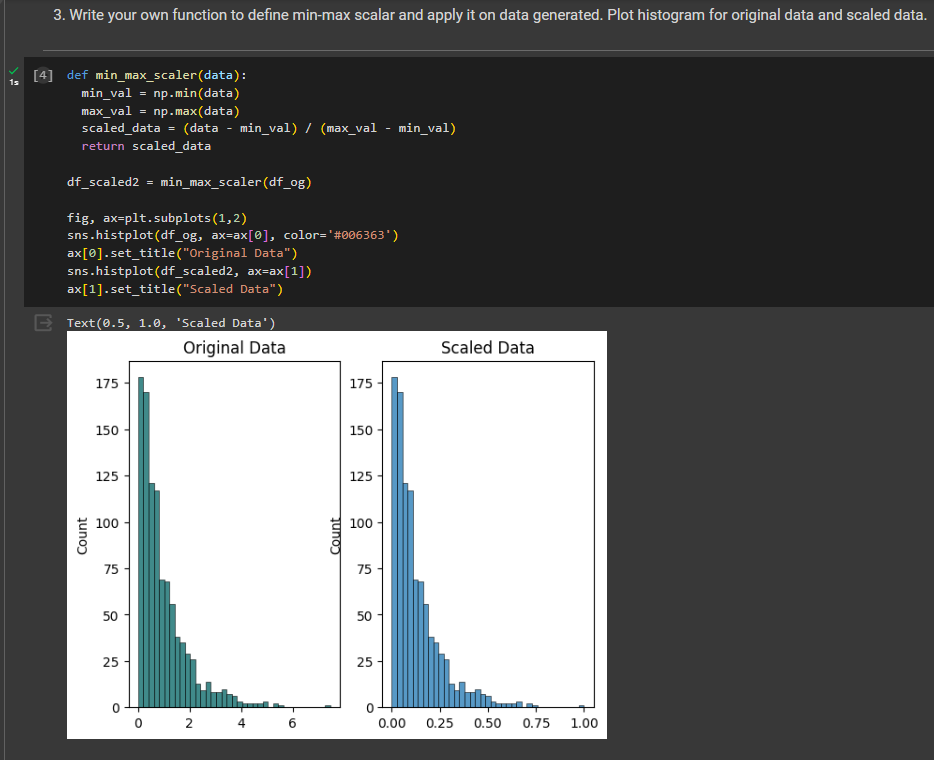 3. Write your own function to define min-max scalar and apply it on data generated. Plot histogram for original data and scaled data.
1s
[4]
def min_max_scaler(data):
  min_val = np.min(data)
  max_val = np.max(data)
  scaled_data = (data - min_val) / (max_val - min_val)
  return scaled_data

df_scaled2 = min_max_scaler(df_og)

fig, ax=plt.subplots(1,2)
sns.histplot(df_og, ax=ax[0], color='#006363')
ax[0].set_title("Original Data")
sns.histplot(df_scaled2, ax=ax[1])
ax[1].set_title("Scaled Data")
Text(0.5, 1.0, 'Scaled Data')
Original Data
Count
175
150
125
100
75
50
25
0
0 2 4 6
Scaled Data
Count
175
150
125
100
75
50
25
0
0.00 0.25 0.50 0.75 1.00